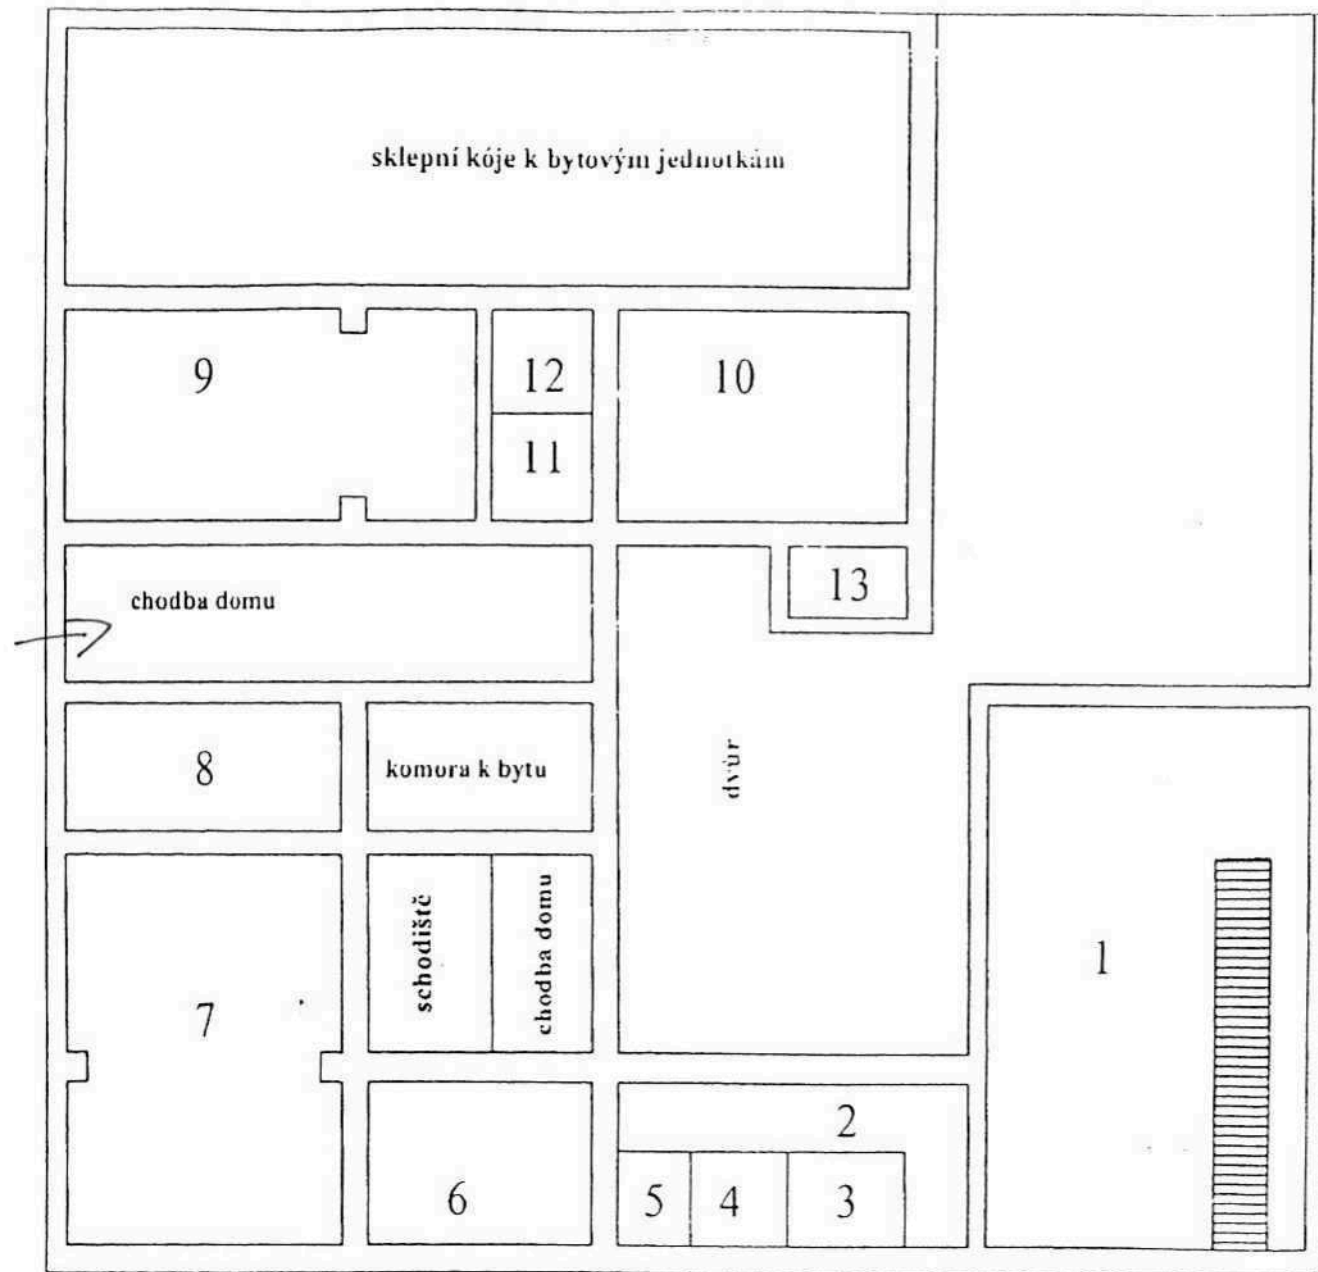 sklepní kóje k bytovým jednotkám
9
12
10
11
13
chodba domu
8
komora k bytu
dvůr
schodiště
chodba domu
7
1
2
6
5
4
3